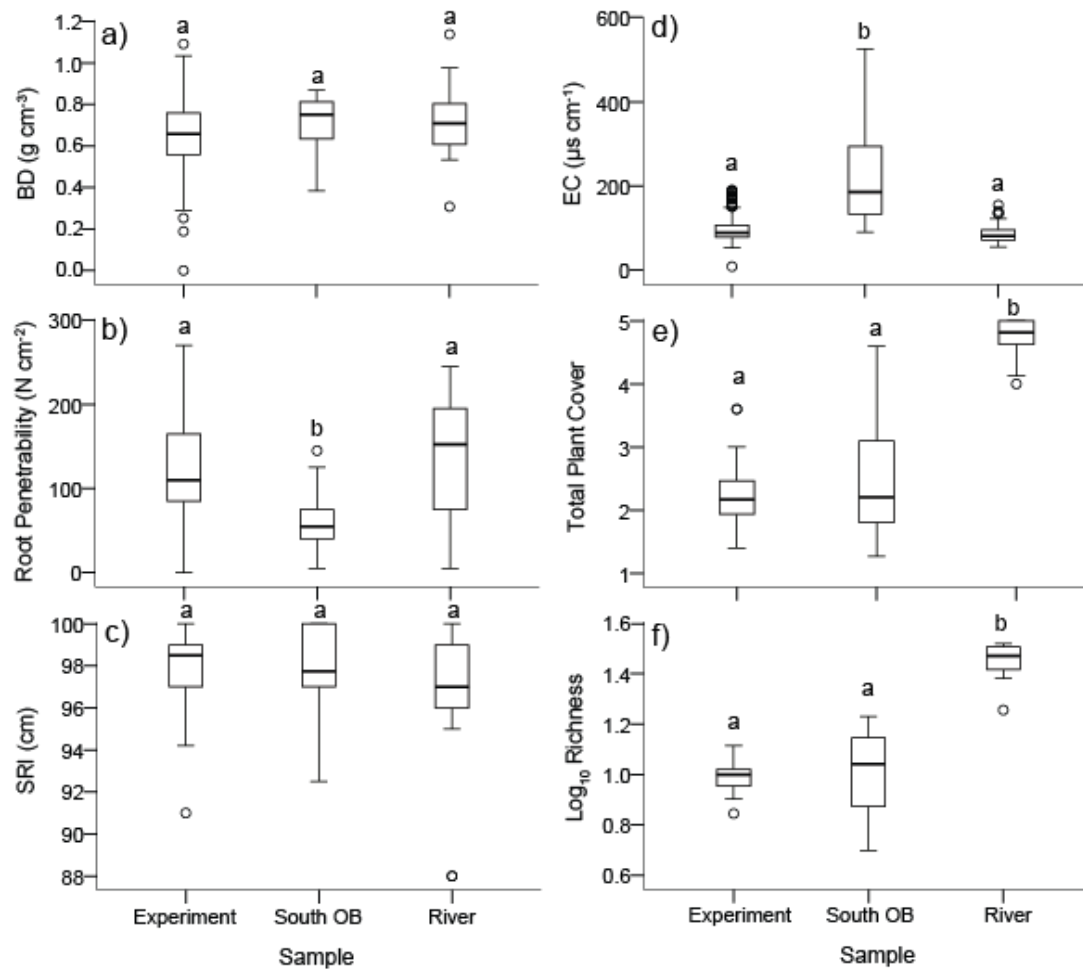 a)
BD (g cm⁻³)
1.2
1.0
0.8
0.6
0.4
0.2
0.0
a
a
a
b)
Root Penetrability (N cm⁻²)
300
200
100
0
a
b
a
c)
SRI (cm)
100
98
96
94
92
90
88
a
a
a
Experiment South OB River
Sample
d)
EC (µs cm⁻¹)
600
400
200
0
a
b
a
e)
Total Plant Cover
5
4
3
2
1
a
a
b
f)
Log₁₀ Richness
1.6
1.4
1.2
1.0
0.8
0.6
a
a
b
Experiment South OB River
Sample